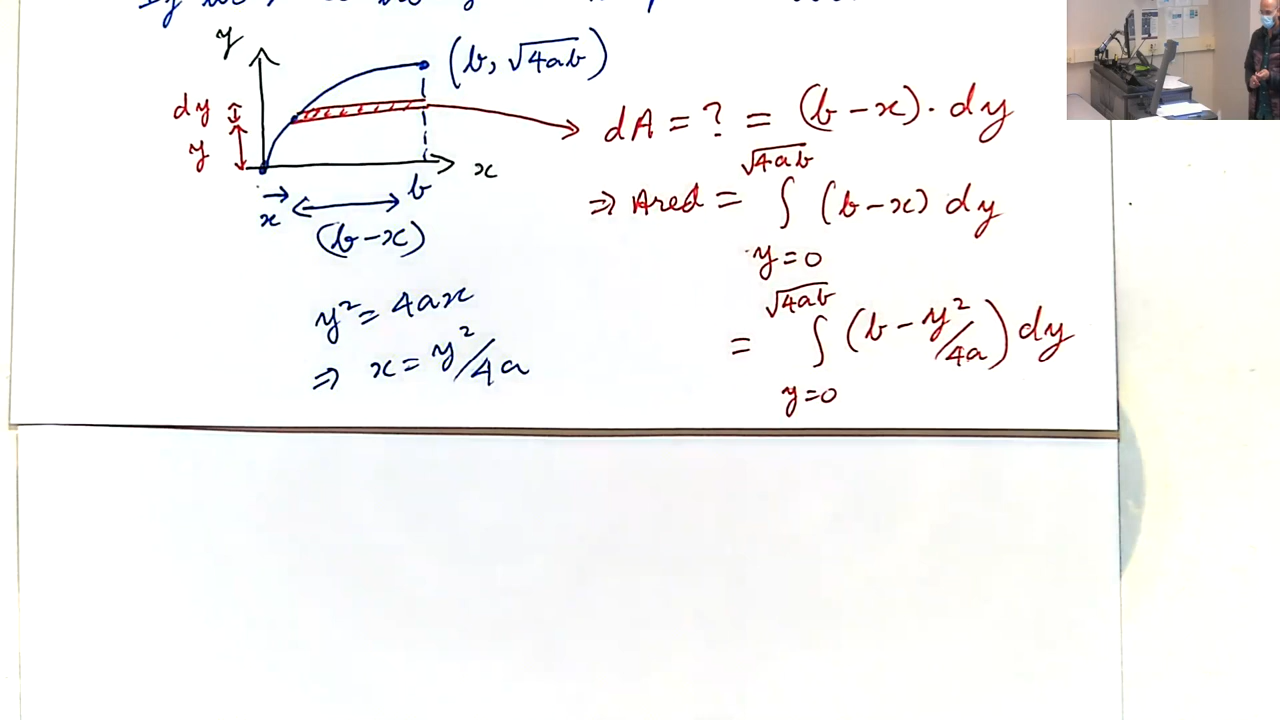 y
(b, √4ab)
dy
y
x
b
x
(b-x)
dA = ? = (b-x)·dy
⇒ Area = ∫ (b-x) dy
√4ab
y=0
y² = 4ax
⇒ x = y²/4a
= ∫ (b - y²/4a) dy
√4ab
y=0